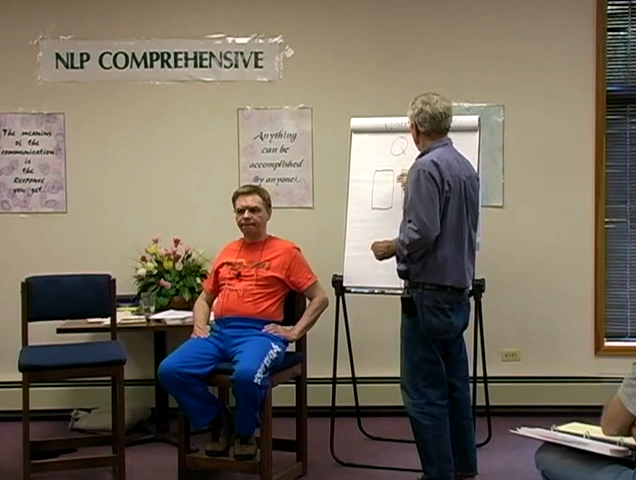 NLP COMPREHENSIVE
The meaning
of the
communication
is
the
Response
you get.
Anything
can be
accomplished
by anyone!